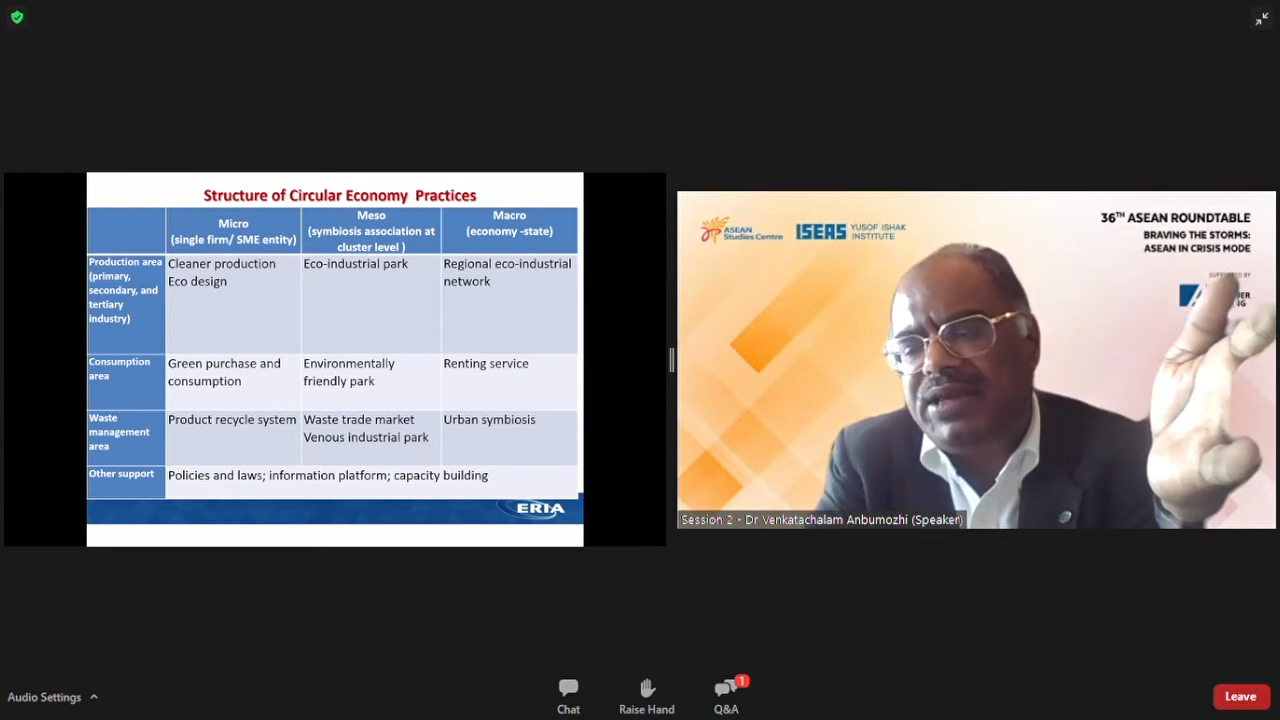 Structure of Circular Economy Practices
Micro
(single firm/ SME entity)
Meso
(symbiosis association at
cluster level )
Macro
(economy -state)
Production area
(primary,
secondary, and
tertiary
industry)
Cleaner production
Eco design
Eco-industrial park
Regional eco-industrial
network
Consumption
area
Green purchase and
consumption
Environmentally
friendly park
Renting service
Waste
management
area
Product recycle system
Waste trade market
Venous industrial park
Urban symbiosis
Other support
Policies and laws; information platform; capacity building
ERIA
ASEAN
Studies Centre
ISEAS
YUSOF ISHAK
INSTITUTE
36TH ASEAN ROUNDTABLE
BRAVING THE STORMS:
ASEAN IN CRISIS MODE
SUPPORTED BY
Session 2 - Dr Venkatachalam Anbumozhi (Speaker)
Audio Settings
Chat
Raise Hand
1
Q&A
Leave